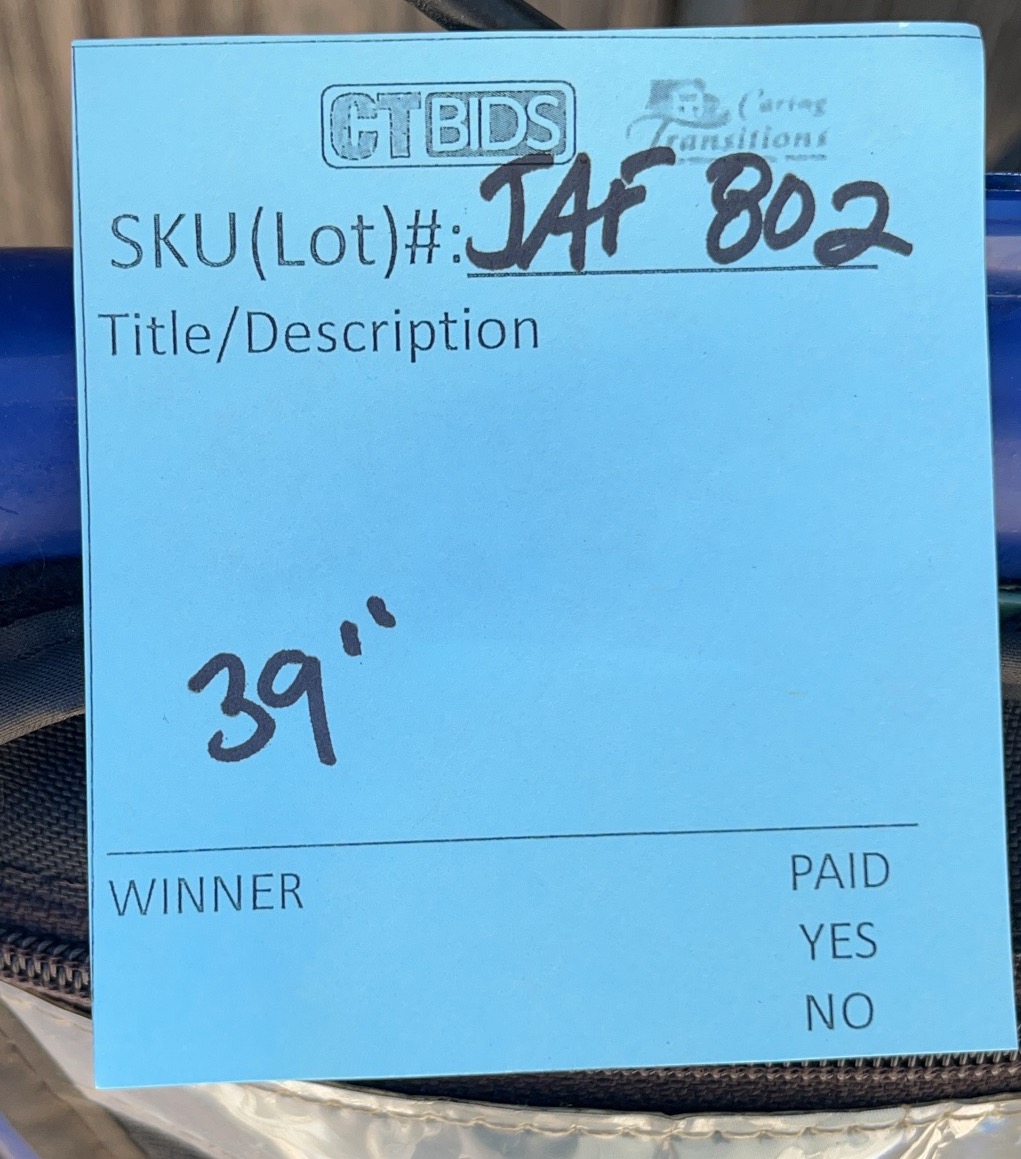 CTBIDS
Caring
Transitions
SKU(Lot)#: JAF 802
Title/Description
39"
WINNER
PAID
YES
NO